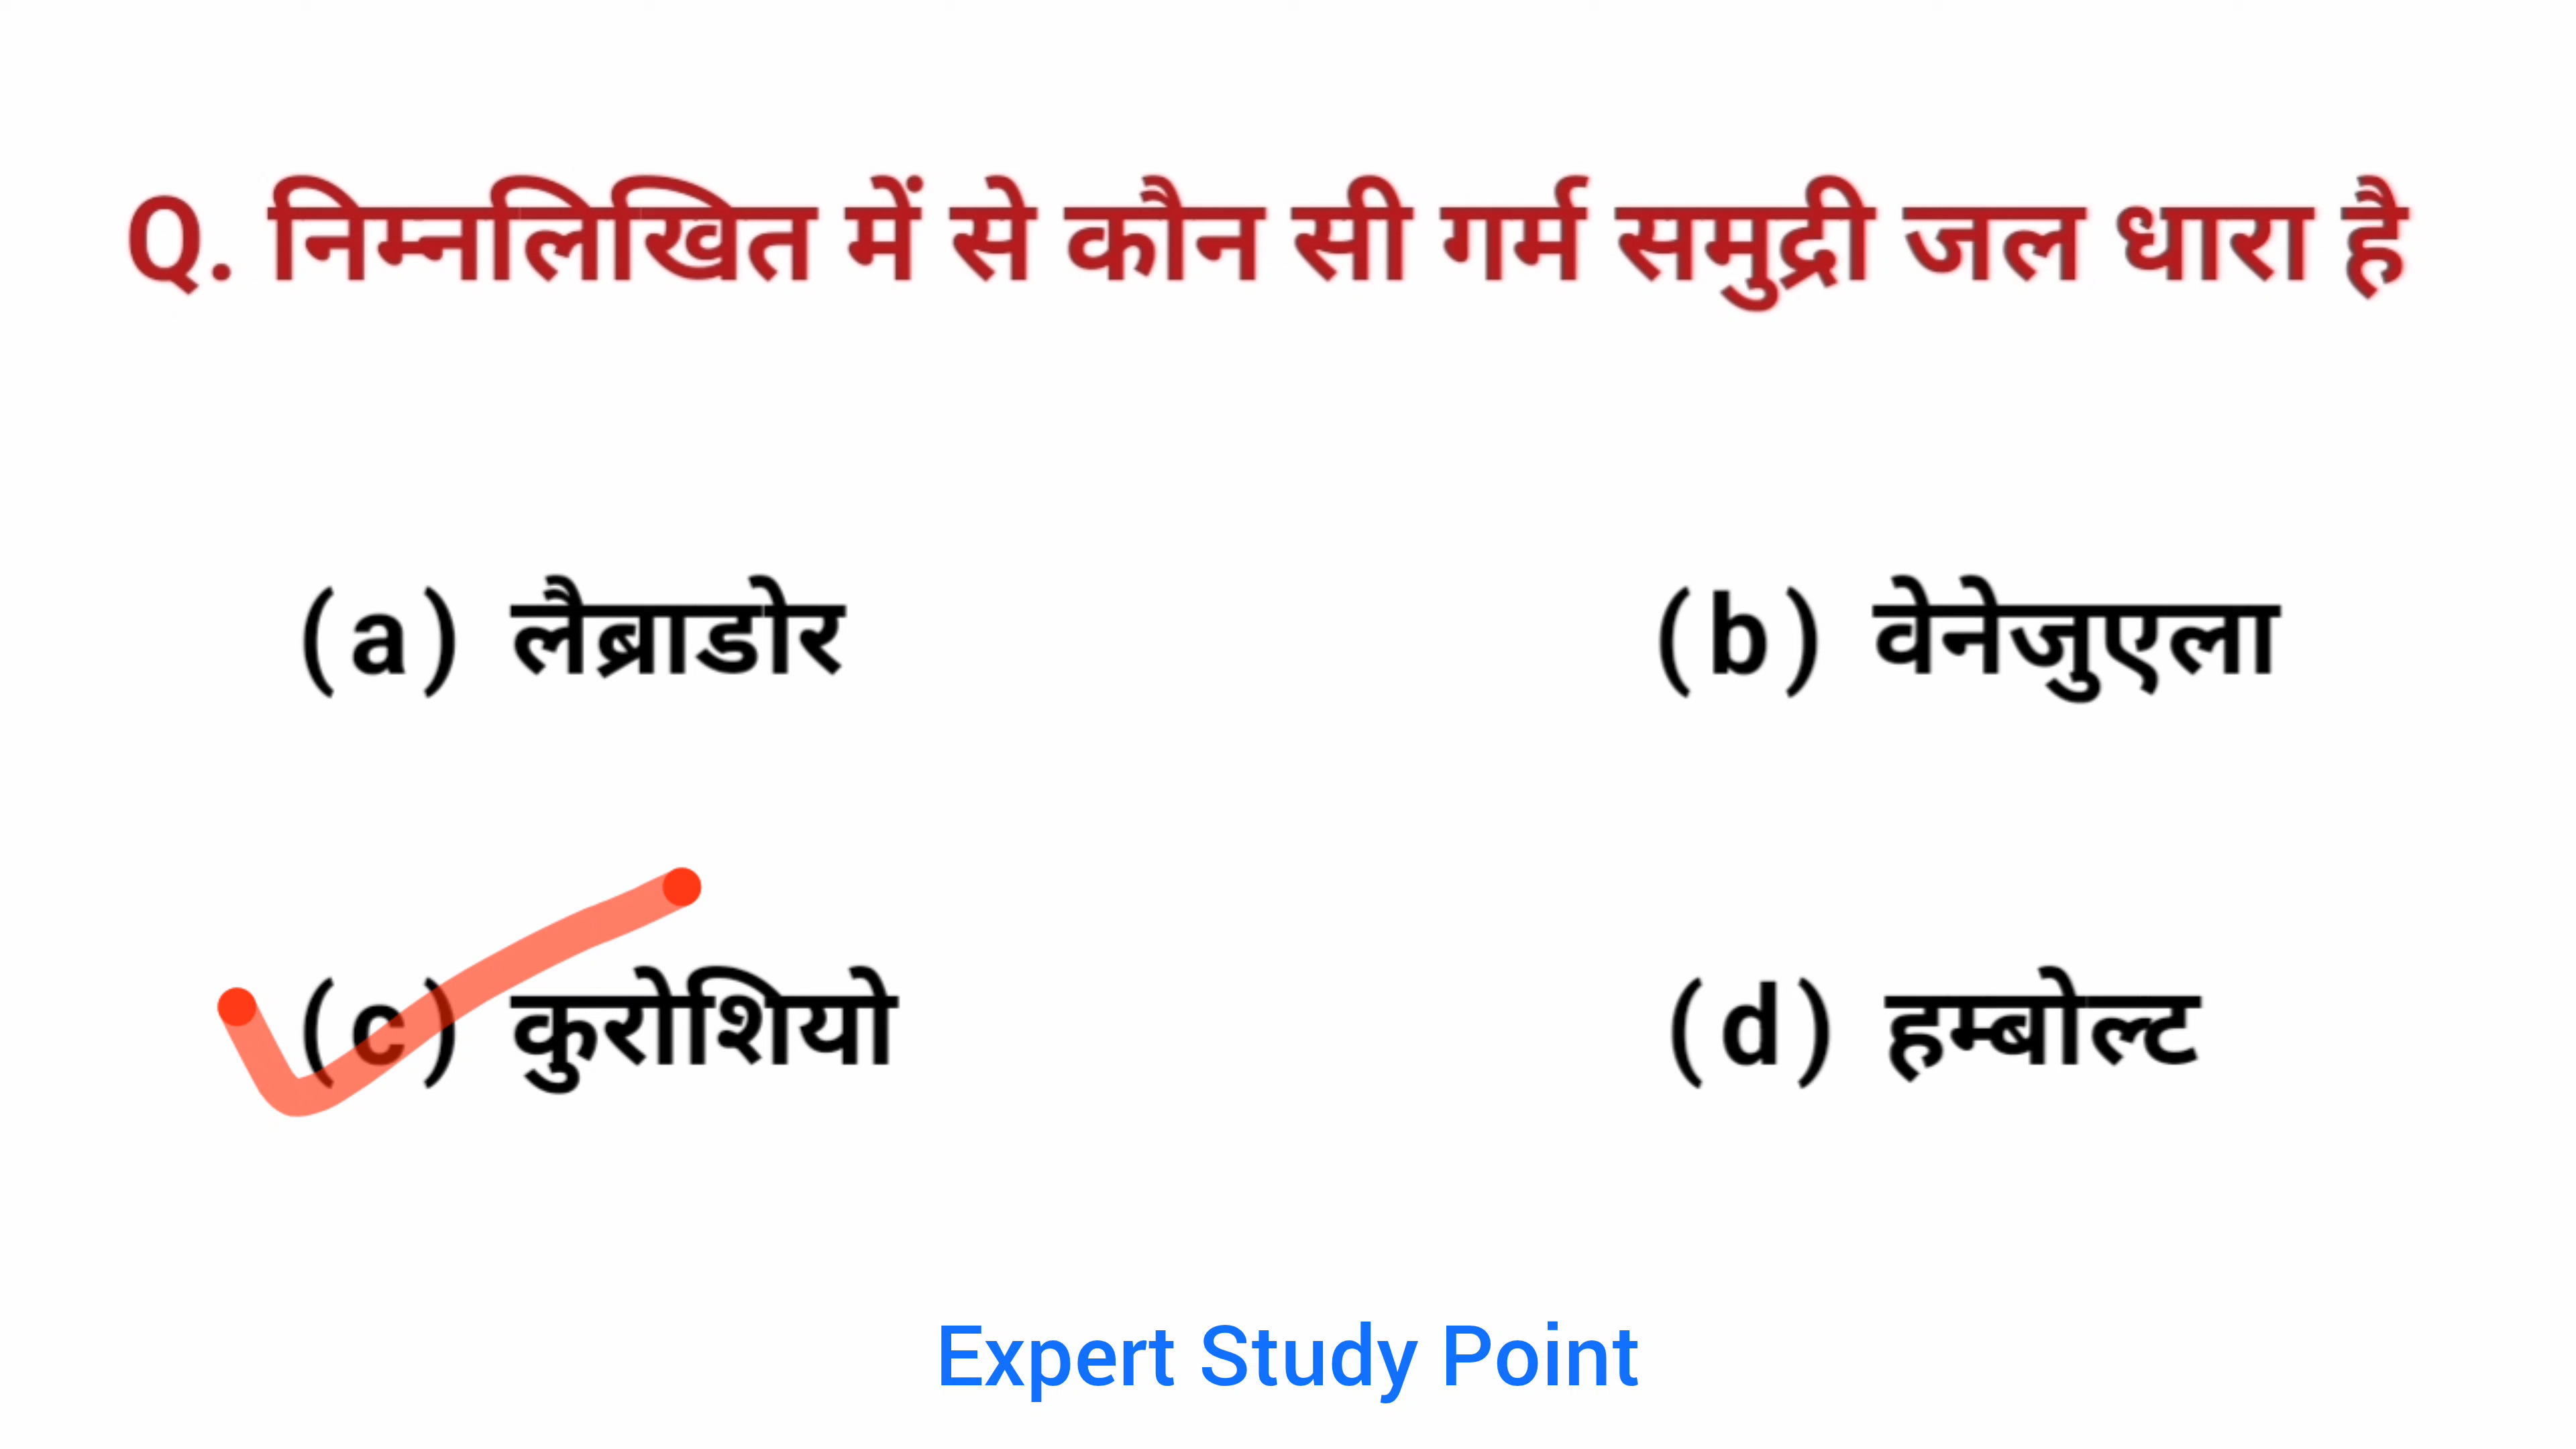 Q. निम्नलिखित में से कौन सी गर्म समुद्री जल धारा है
(a) लैब्राडोर
(b) वेनेजुएला
(c) कुरोशियो
(d) हम्बोल्ट
Expert Study Point